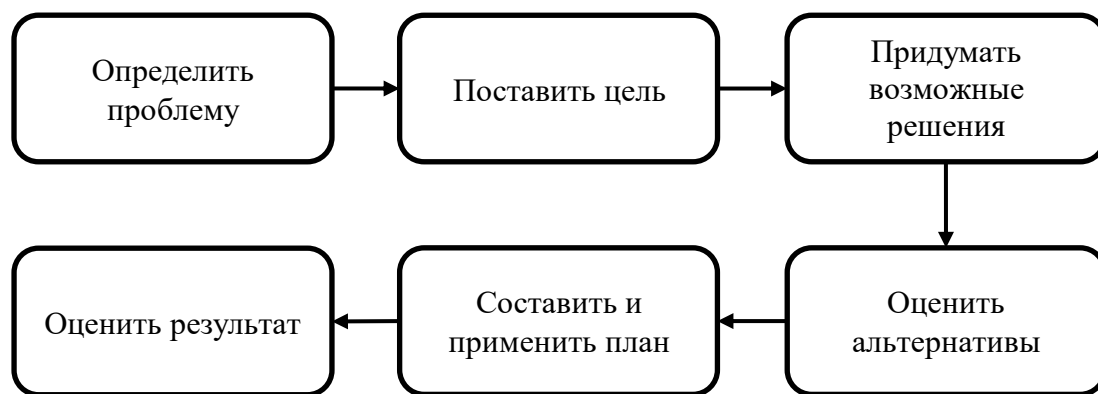 Определить
проблему
Поставить цель
Придумать
возможные
решения
Оценить
альтернативы
Составить и
применить план
Оценить результат